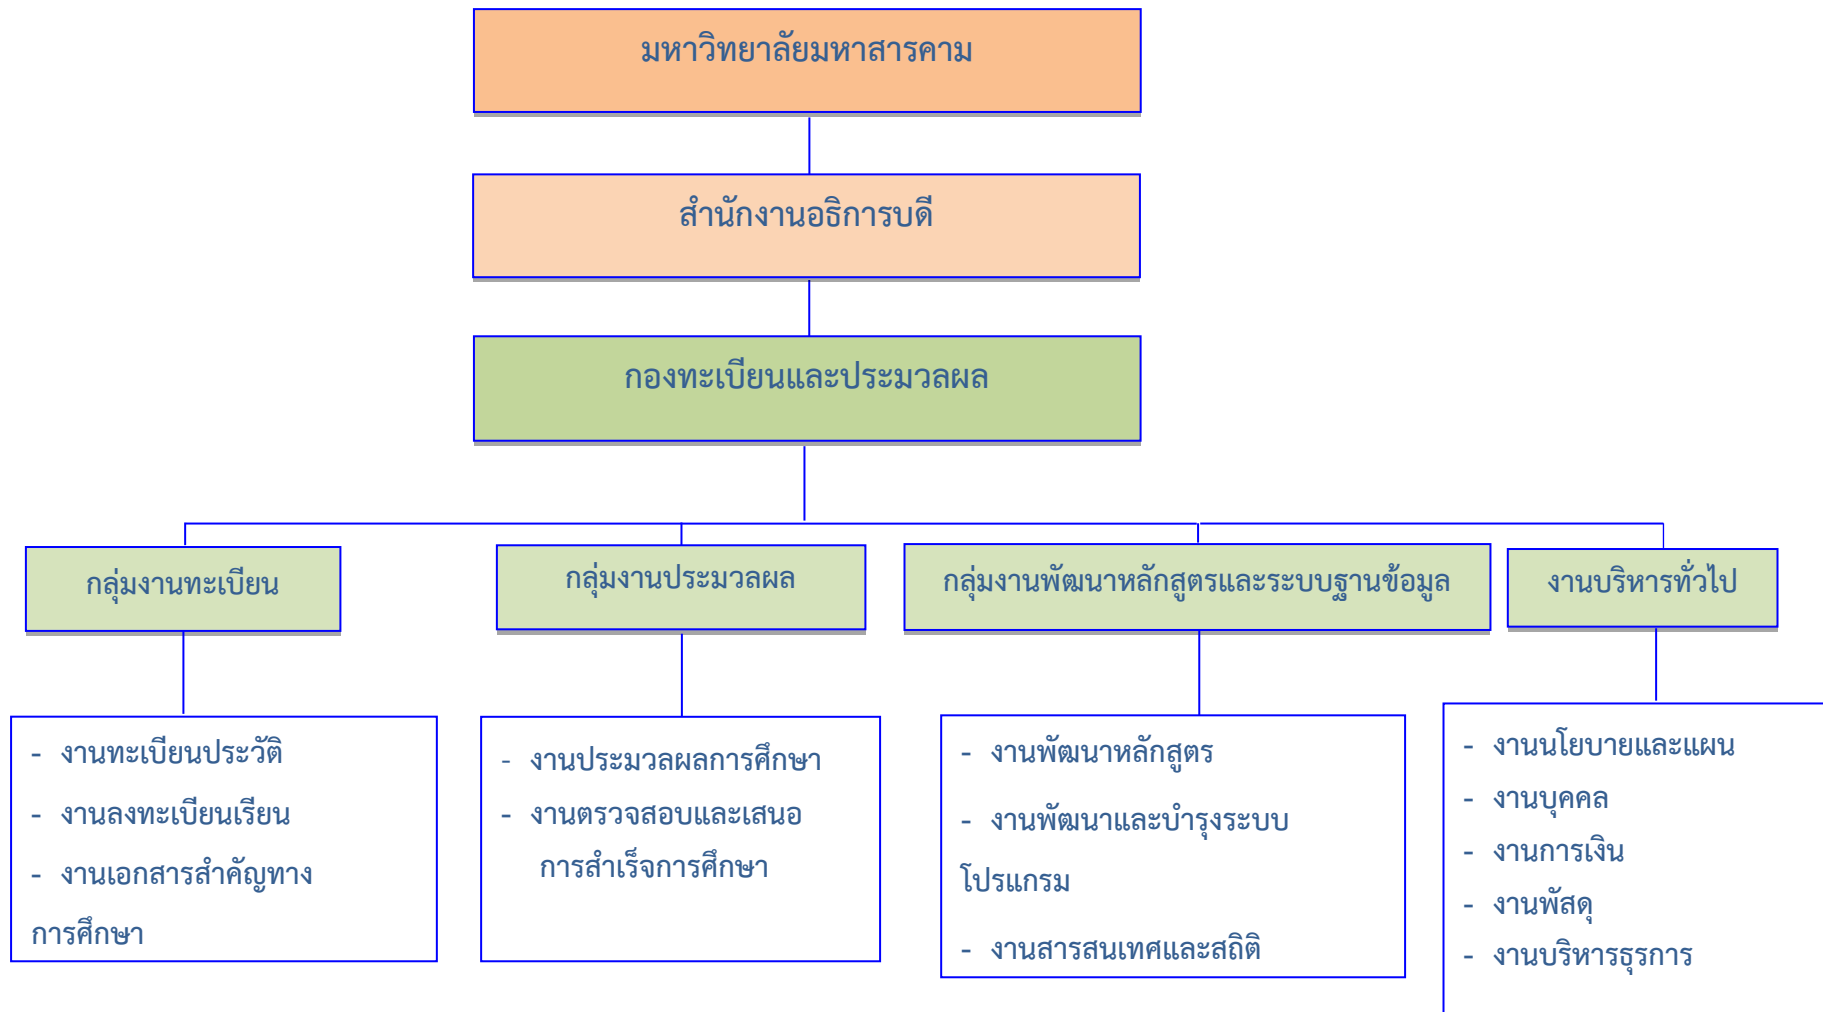 มหาวิทยาลัยมหาสารคาม
สำนักงานอธิการบดี
กองทะเบียนและประมวลผล
กลุ่มงานทะเบียน
กลุ่มงานประมวลผล
กลุ่มงานพัฒนาหลักสูตรและระบบฐานข้อมูล
งานบริหารทั่วไป
- งานทะเบียนประวัติ
- งานลงทะเบียนเรียน
- งานเอกสารสำคัญทาง
การศึกษา
- งานประมวลผลการศึกษา
- งานตรวจสอบและเสนอ
การสำเร็จการศึกษา
- งานพัฒนาหลักสูตร
- งานพัฒนาและบำรุงระบบ
โปรแกรม
- งานสารสนเทศและสถิติ
- งานนโยบายและแผน
- งานบุคคล
- งานการเงิน
- งานพัสดุ
- งานบริหารธุรการ